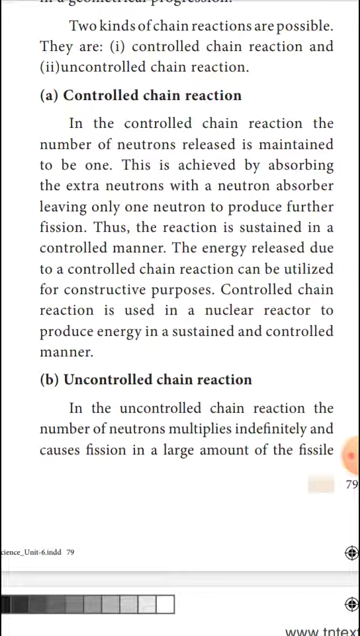 in a geometrical progression.
Two kinds of chain reactions are possible.
They are: (i) controlled chain reaction and
(ii)uncontrolled chain reaction.
(a) Controlled chain reaction
In the controlled chain reaction the
number of neutrons released is maintained
to be one. This is achieved by absorbing
the extra neutrons with a neutron absorber
leaving only one neutron to produce further
fission. Thus, the reaction is sustained in a
controlled manner. The energy released due
to a controlled chain reaction can be utilized
for constructive purposes. Controlled chain
reaction is used in a nuclear reactor to
produce energy in a sustained and controlled
manner.
(b) Uncontrolled chain reaction
In the uncontrolled chain reaction the
number of neutrons multiplies indefinitely and
causes fission in a large amount of the fissile
79
cience_Unit-6.indd 79
www.tntext